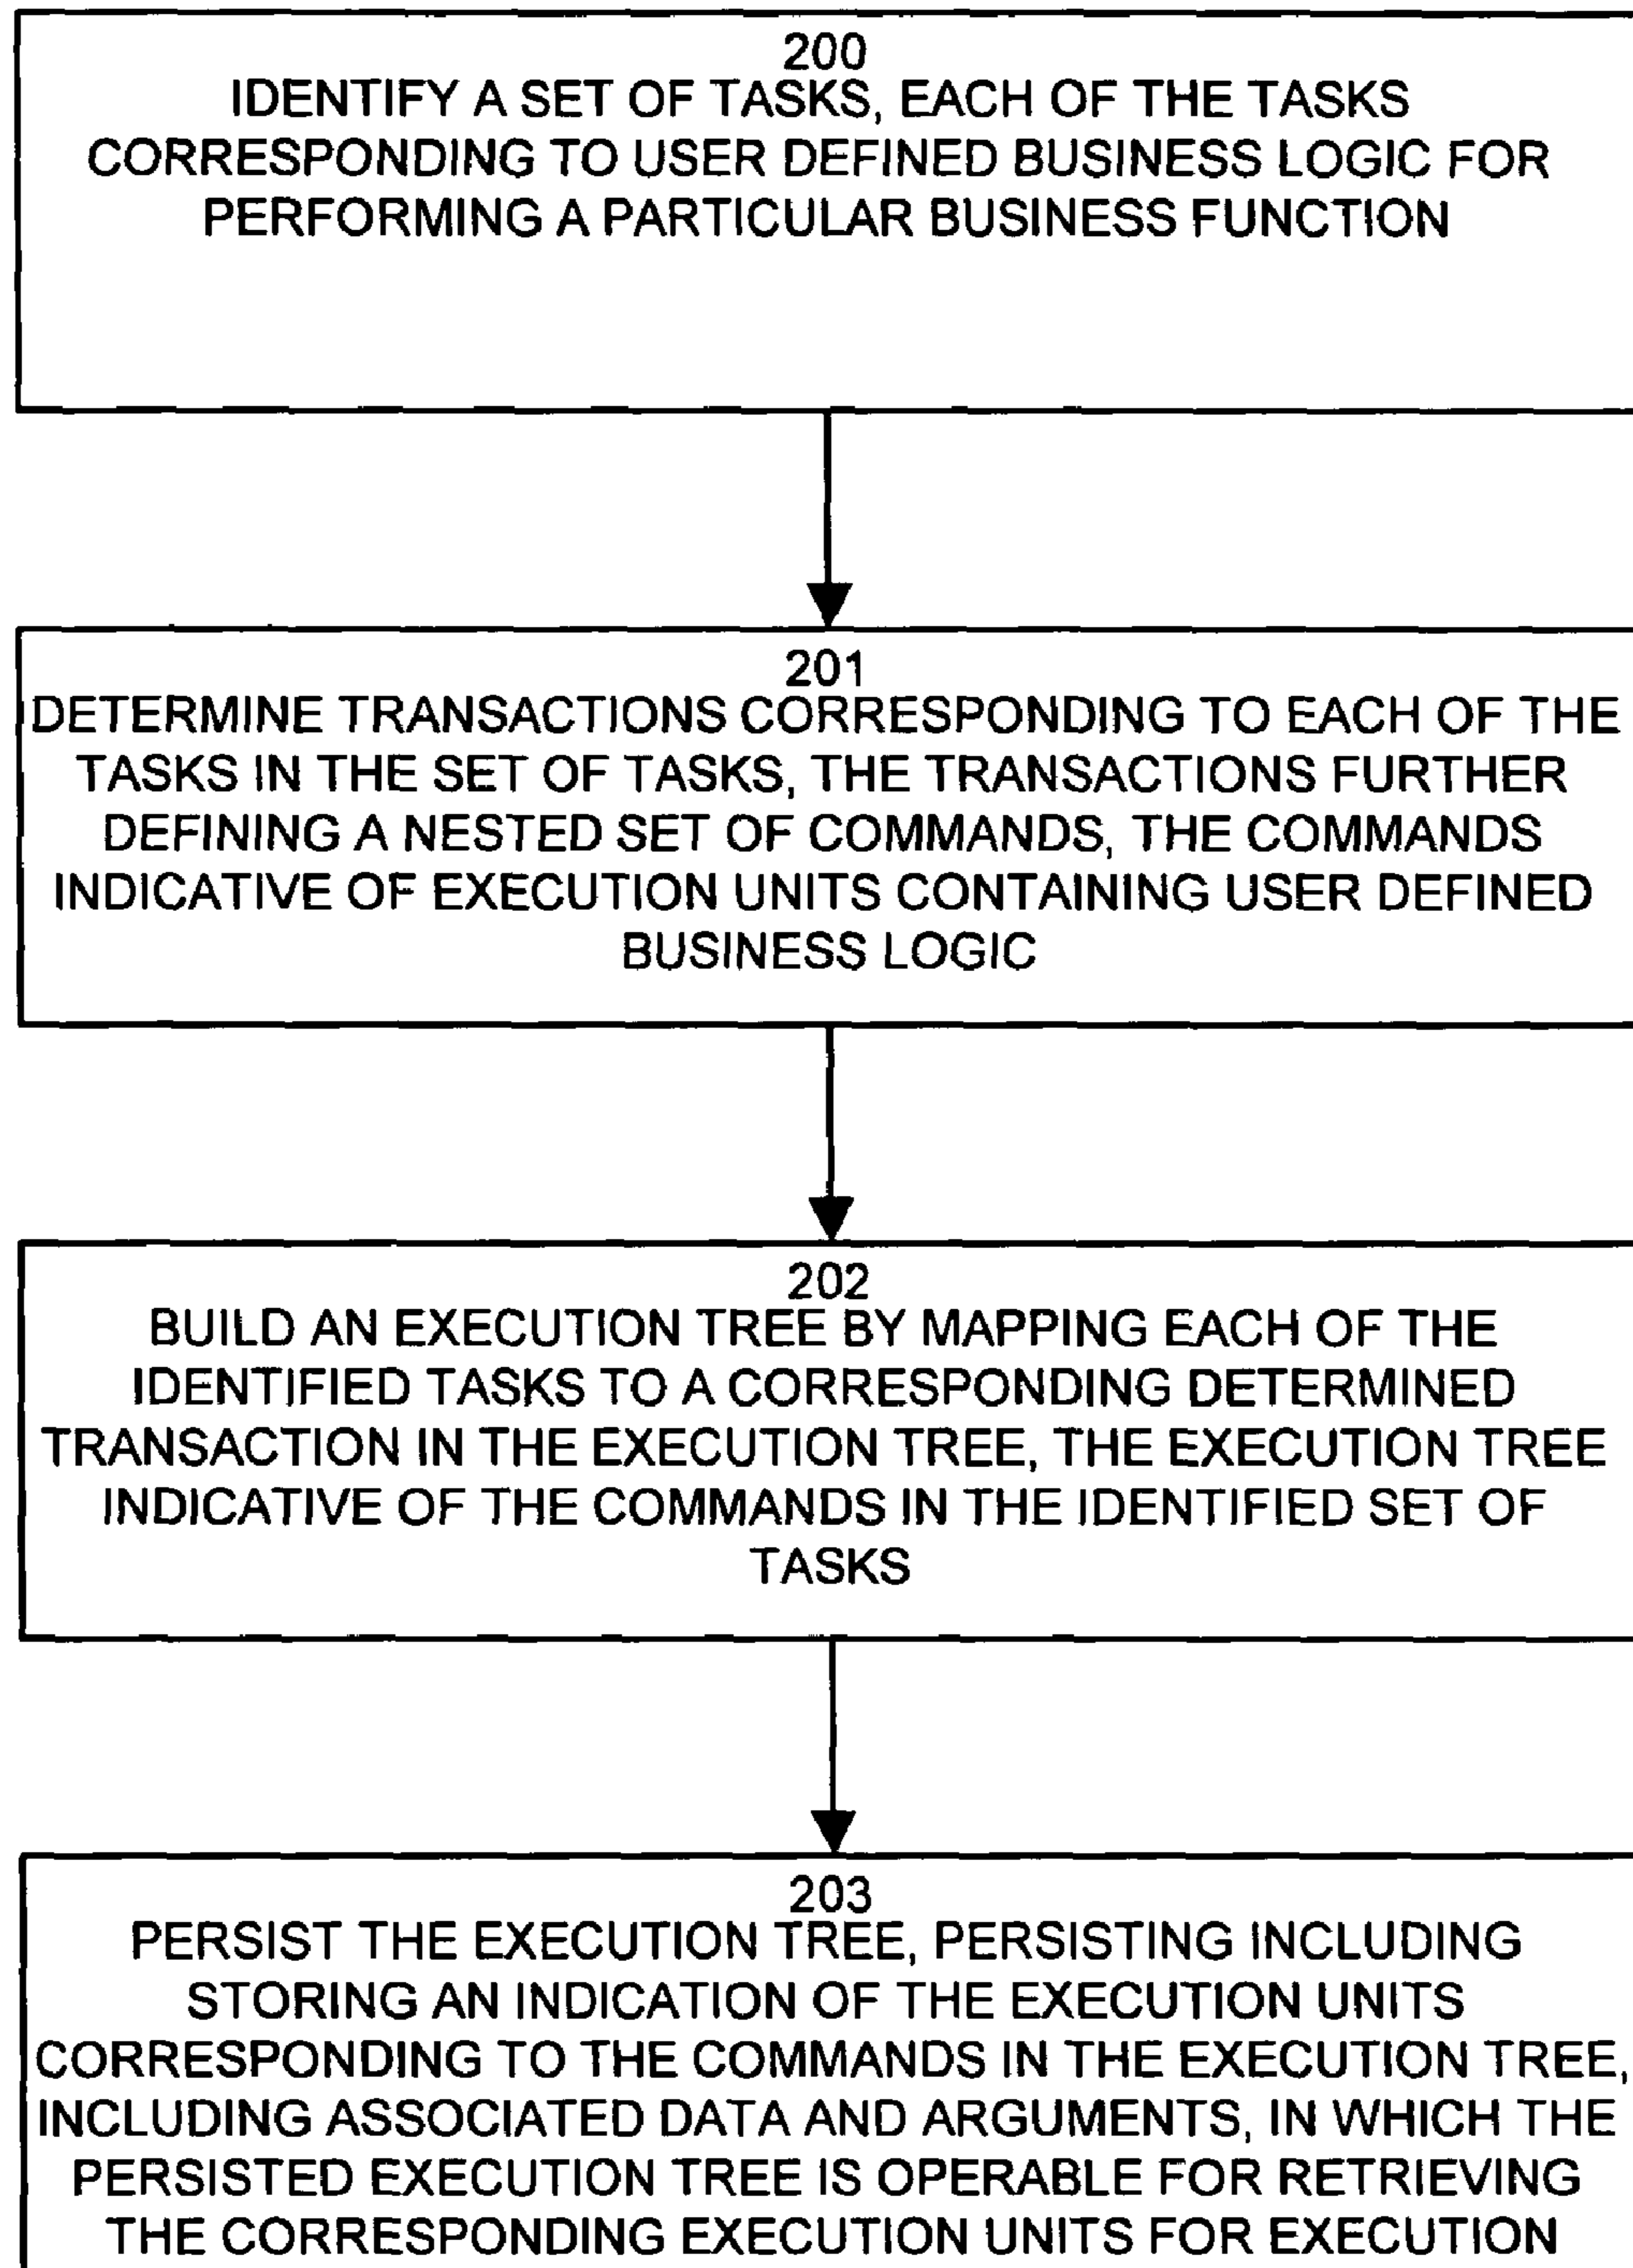 200
IDENTIFY A SET OF TASKS, EACH OF THE TASKS
CORRESPONDING TO USER DEFINED BUSINESS LOGIC FOR
PERFORMING A PARTICULAR BUSINESS FUNCTION
201
DETERMINE TRANSACTIONS CORRESPONDING TO EACH OF THE
TASKS IN THE SET OF TASKS, THE TRANSACTIONS FURTHER
DEFINING A NESTED SET OF COMMANDS, THE COMMANDS
INDICATIVE OF EXECUTION UNITS CONTAINING USER DEFINED
BUSINESS LOGIC
202
BUILD AN EXECUTION TREE BY MAPPING EACH OF THE
IDENTIFIED TASKS TO A CORRESPONDING DETERMINED
TRANSACTION IN THE EXECUTION TREE, THE EXECUTION TREE
INDICATIVE OF THE COMMANDS IN THE IDENTIFIED SET OF
TASKS
203
PERSIST THE EXECUTION TREE, PERSISTING INCLUDING
STORING AN INDICATION OF THE EXECUTION UNITS
CORRESPONDING TO THE COMMANDS IN THE EXECUTION TREE,
INCLUDING ASSOCIATED DATA AND ARGUMENTS, IN WHICH THE
PERSISTED EXECUTION TREE IS OPERABLE FOR RETRIEVING
THE CORRESPONDING EXECUTION UNITS FOR EXECUTION